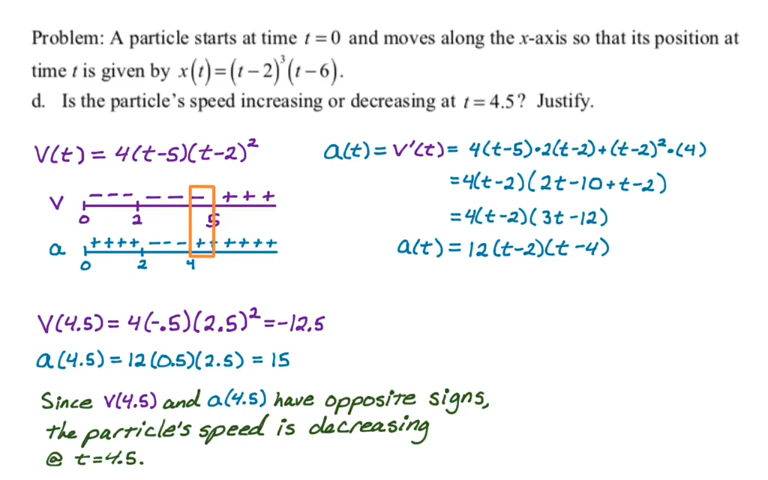 Problem: A particle starts at time t = 0 and moves along the x-axis so that its position at
time t is given by x(t) = (t − 2)³(t − 6).
d. Is the particle's speed increasing or decreasing at t = 4.5? Justify.
V(t) = 4(t-5)(t-2)²
a(t) = V'(t) = 4(t-5)•2(t-2)+(t-2)²•(4)
= 4(t-2)(2t-10+t-2)
= 4(t-2)(3t-12)
a(t) = 12(t-2)(t-4)
V --- --- - +++
0 2 5
a ++++ --- ++++++
0 2 4
V(4.5) = 4(-.5)(2.5)² = -12.5
a(4.5) = 12(0.5)(2.5) = 15
Since V(4.5) and a(4.5) have opposite signs,
the particle's speed is decreasing
@ t=4.5.